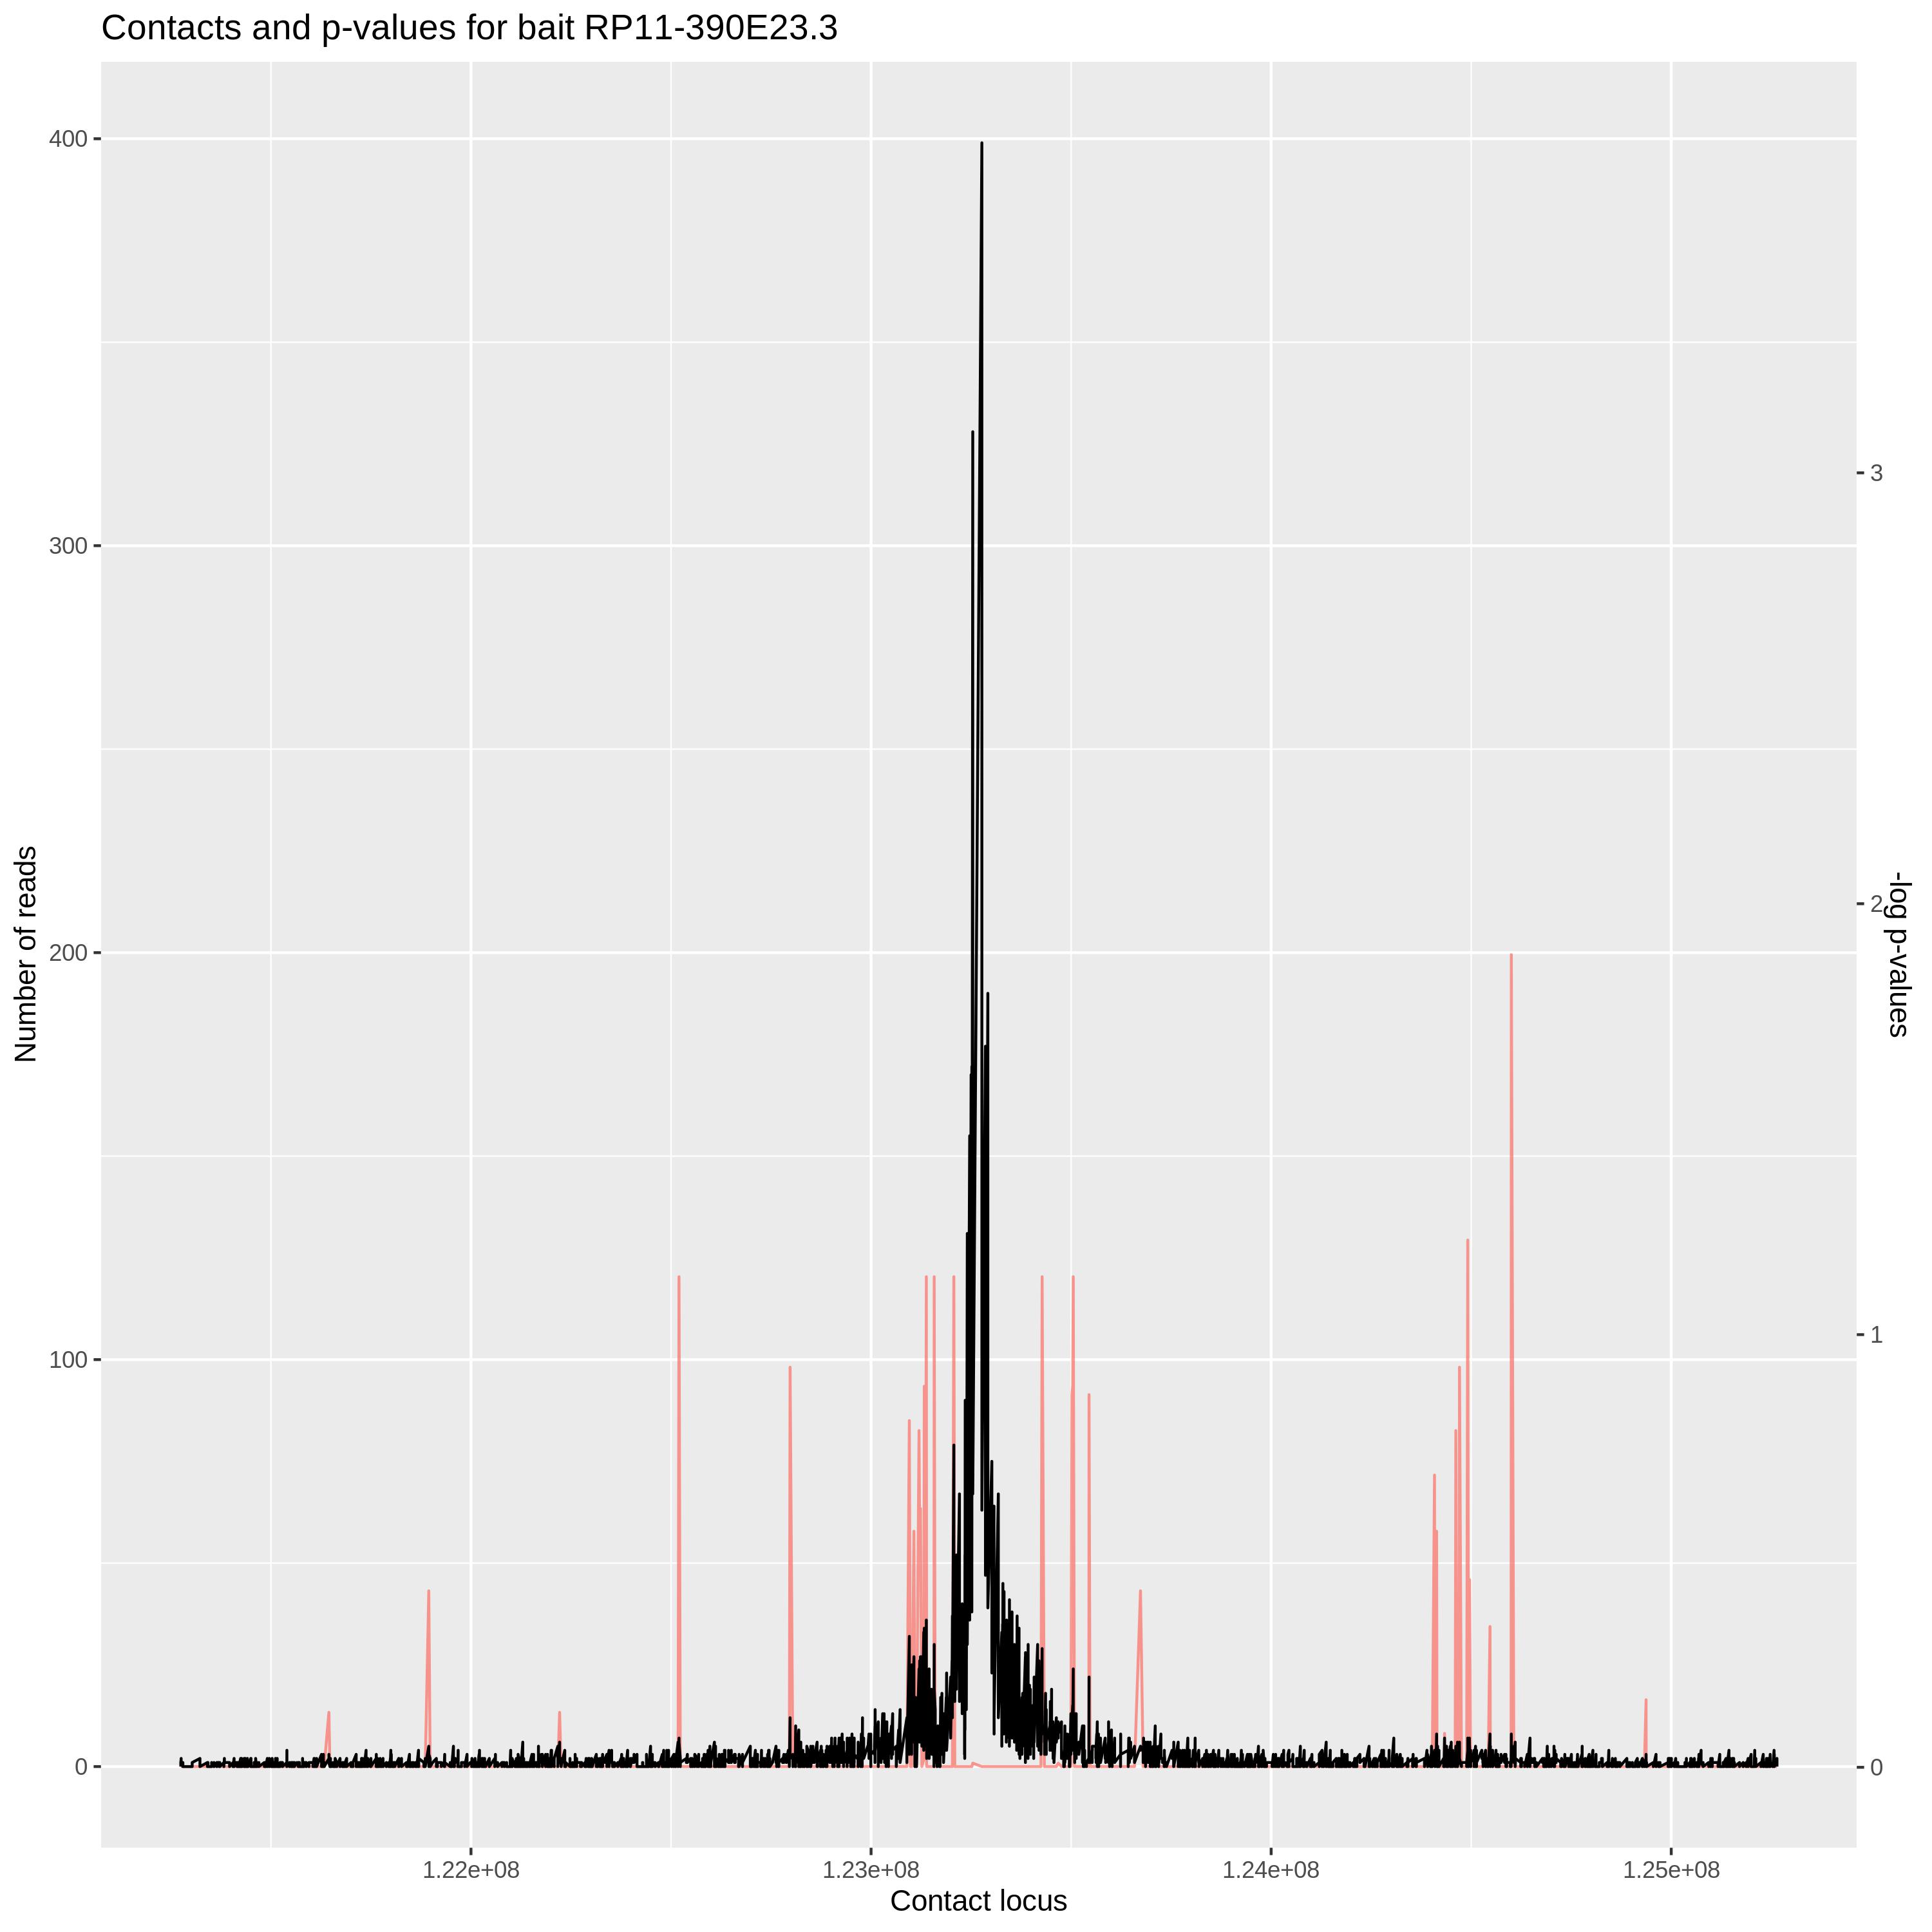 Contacts and p-values for bait RP11-390E23.3
400
300
200
100
0
Number of reads
3
2
1
0
-log p-values
1.22e+08
1.23e+08
1.24e+08
1.25e+08
Contact locus